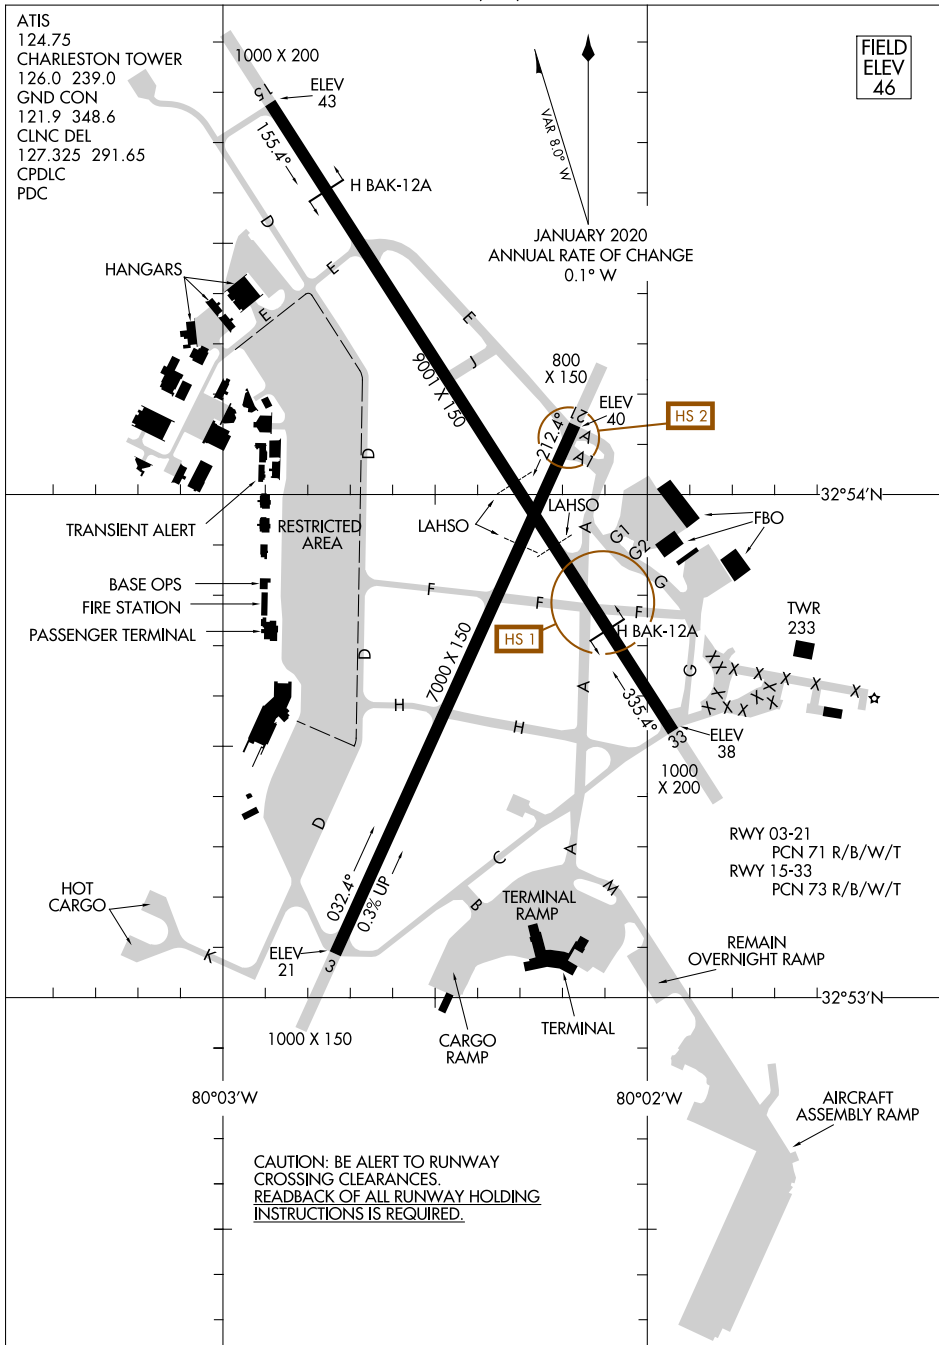 ATIS
124.75
CHARLESTON TOWER
126.0 239.0
GND CON
121.9 348.6
CLNC DEL
127.325 291.65
CPDLC
PDC
FIELD
ELEV
46
1000 X 200
ELEV
43
15
155.4°
H BAK-12A
VAR 8.0° W
JANUARY 2020
ANNUAL RATE OF CHANGE
0.1° W
D
E
HANGARS
E
E
J
9001 X 150
800
X 150
ELEV
40
21
HS 2
212.4°
A
A1
D
32°54'N
TRANSIENT ALERT
RESTRICTED
AREA
LAHSO
LAHSO
A
G1
G2
G
FBO
BASE OPS
FIRE STATION
PASSENGER TERMINAL
F
F
F
HS 1
H BAK-12A
TWR
233
7000 X 150
D
A
G
X X X X X X
X X X X X X X X
335.4°
H
H
33
ELEV
38
1000
X 200
D
RWY 03-21
PCN 71 R/B/W/T
RWY 15-33
PCN 73 R/B/W/T
C
A
M
B
032.4°
0.3% UP
HOT
CARGO
K
ELEV
21
3
TERMINAL
RAMP
REMAIN
OVERNIGHT RAMP
32°53'N
1000 X 150
CARGO
RAMP
TERMINAL
80°03'W
80°02'W
AIRCRAFT
ASSEMBLY RAMP
CAUTION: BE ALERT TO RUNWAY
CROSSING CLEARANCES.
READBACK OF ALL RUNWAY HOLDING
INSTRUCTIONS IS REQUIRED.